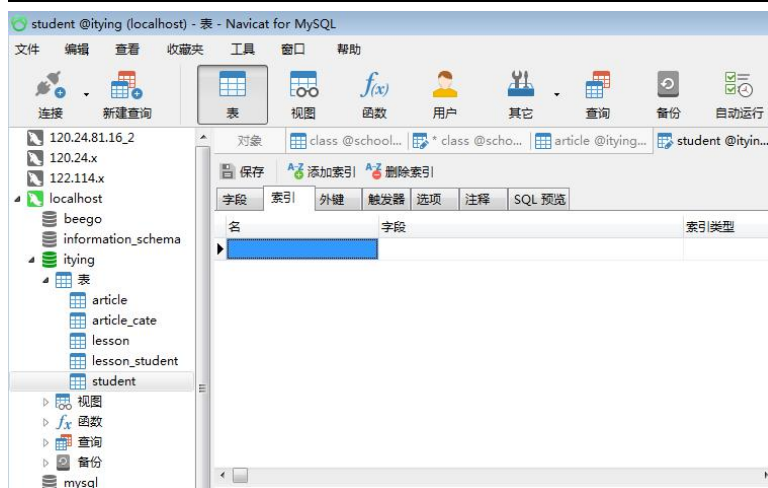 student @itying (localhost) - 表 - Navicat for MySQL
文件 编辑 查看 收藏夹 工具 窗口 帮助
f(x)
连接 新建查询 表 视图 函数 用户 其它 查询 备份 自动运行
120.24.81.16_2
120.24.x
122.114.x
localhost
beego
information_schema
itying
表
article
article_cate
lesson
lesson_student
student
视图
fx 函数
查询
备份
mysql
对象 class @school... * class @scho... article @itying... student @ityin...
保存 A-Z 添加索引 A-Z 删除索引
字段 索引 外键 触发器 选项 注释 SQL 预览
名 字段 索引类型